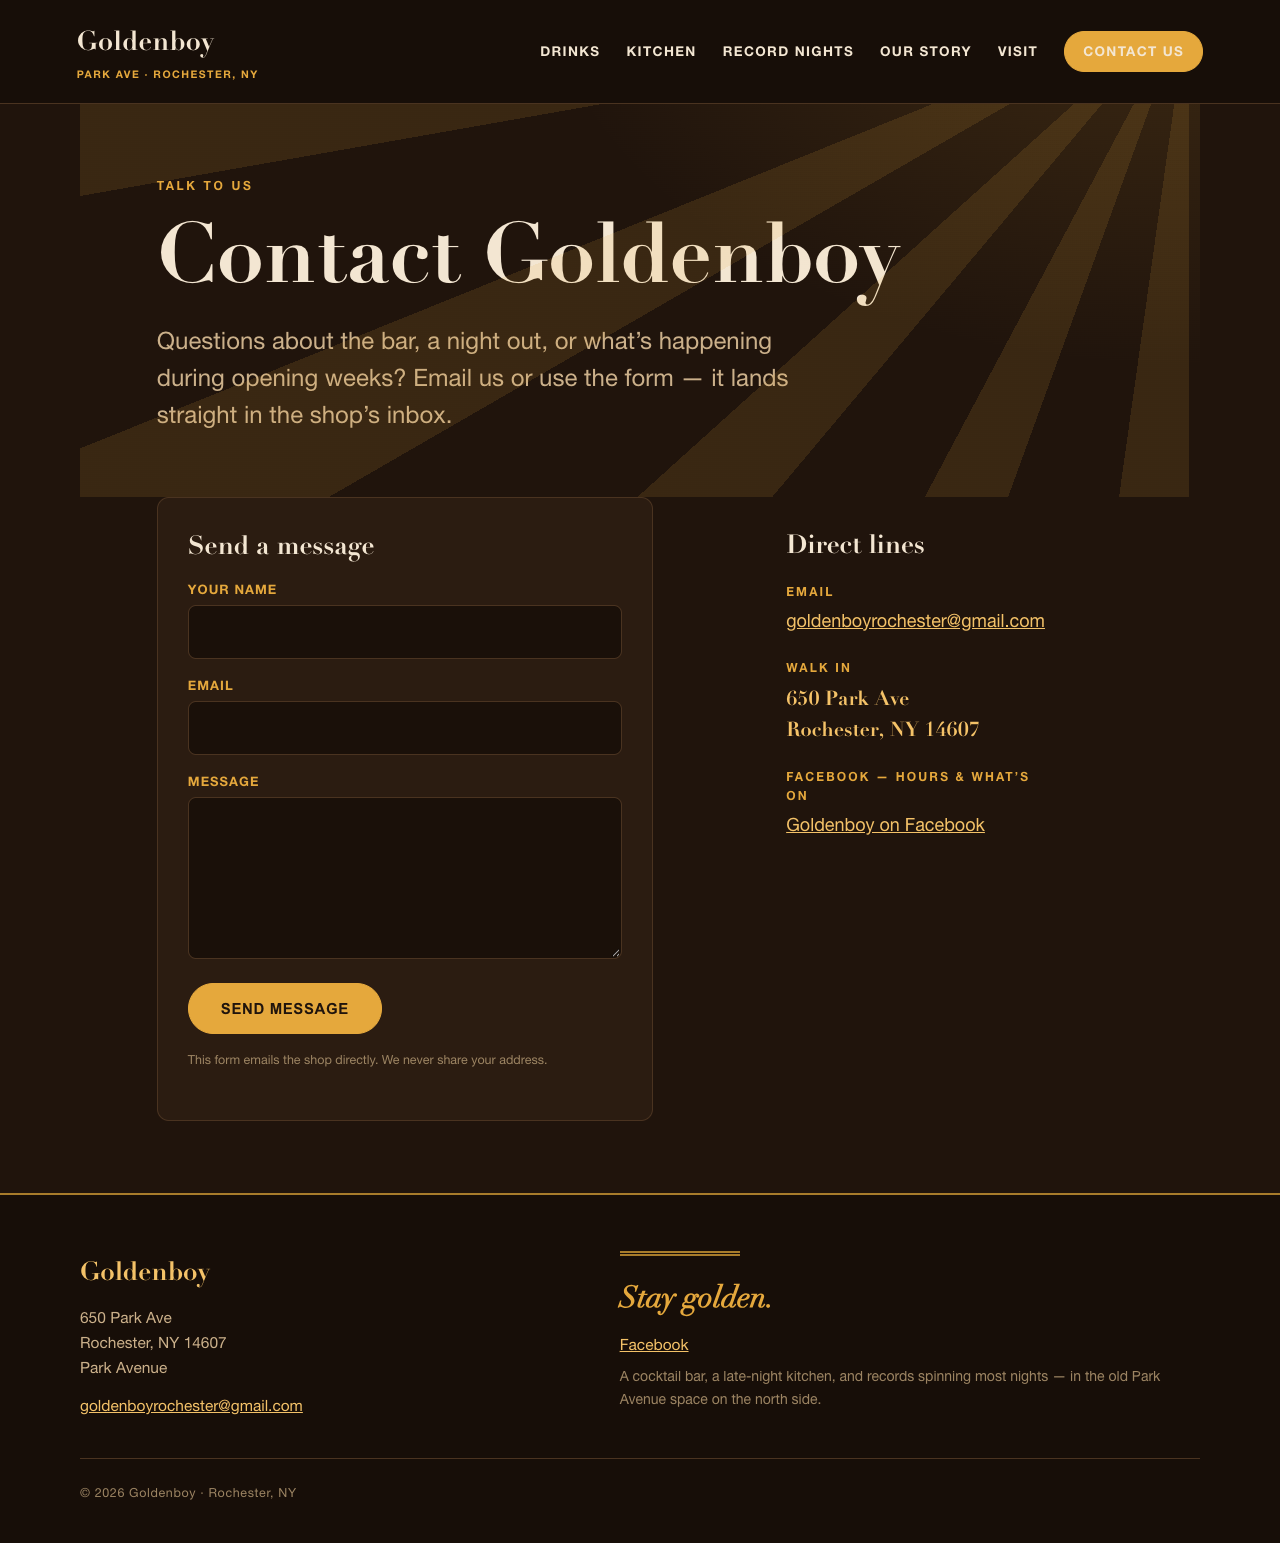 Goldenboy
PARK AVE · ROCHESTER, NY
DRINKS
KITCHEN
RECORD NIGHTS
OUR STORY
VISIT
CONTACT US
TALK TO US
Contact Goldenboy
Questions about the bar, a night out, or what’s happening
during opening weeks? Email us or use the form — it lands
straight in the shop’s inbox.
Send a message
YOUR NAME
EMAIL
MESSAGE
SEND MESSAGE
This form emails the shop directly. We never share your address.
Direct lines
EMAIL
goldenboyrochester@gmail.com
WALK IN
650 Park Ave
Rochester, NY 14607
FACEBOOK — HOURS & WHAT’S
ON
Goldenboy on Facebook
Goldenboy
650 Park Ave
Rochester, NY 14607
Park Avenue
goldenboyrochester@gmail.com
Stay golden.
Facebook
A cocktail bar, a late-night kitchen, and records spinning most nights — in the old Park
Avenue space on the north side.
© 2026 Goldenboy · Rochester, NY